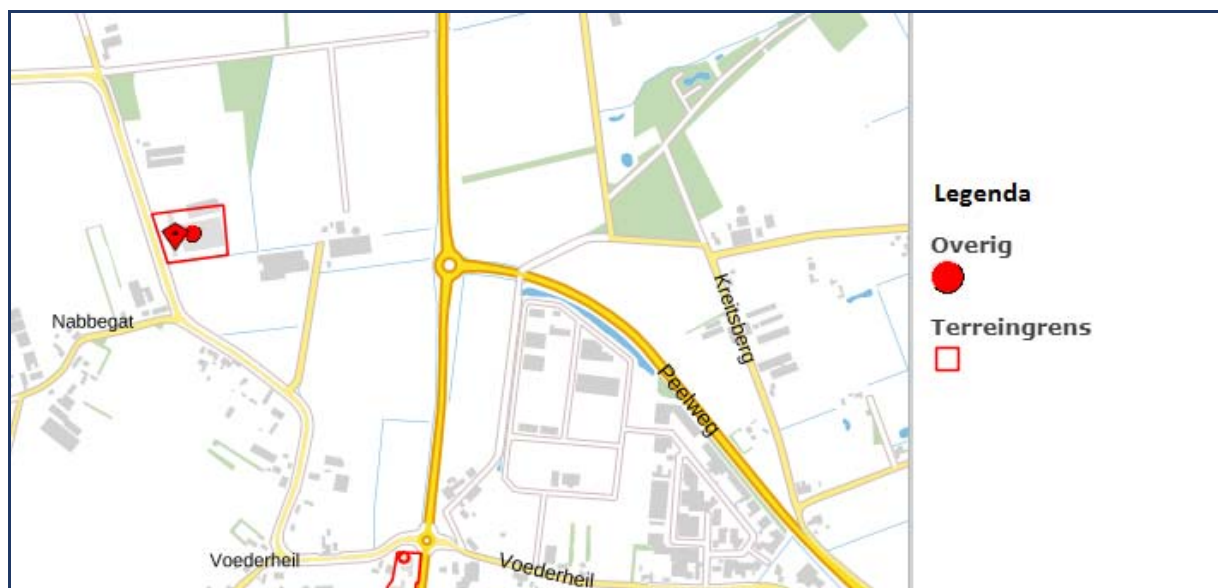 Kreitsberg
Nabbegat
Peelweg
Voederheil
Voederheil
Legenda
Overig
Terreingrens